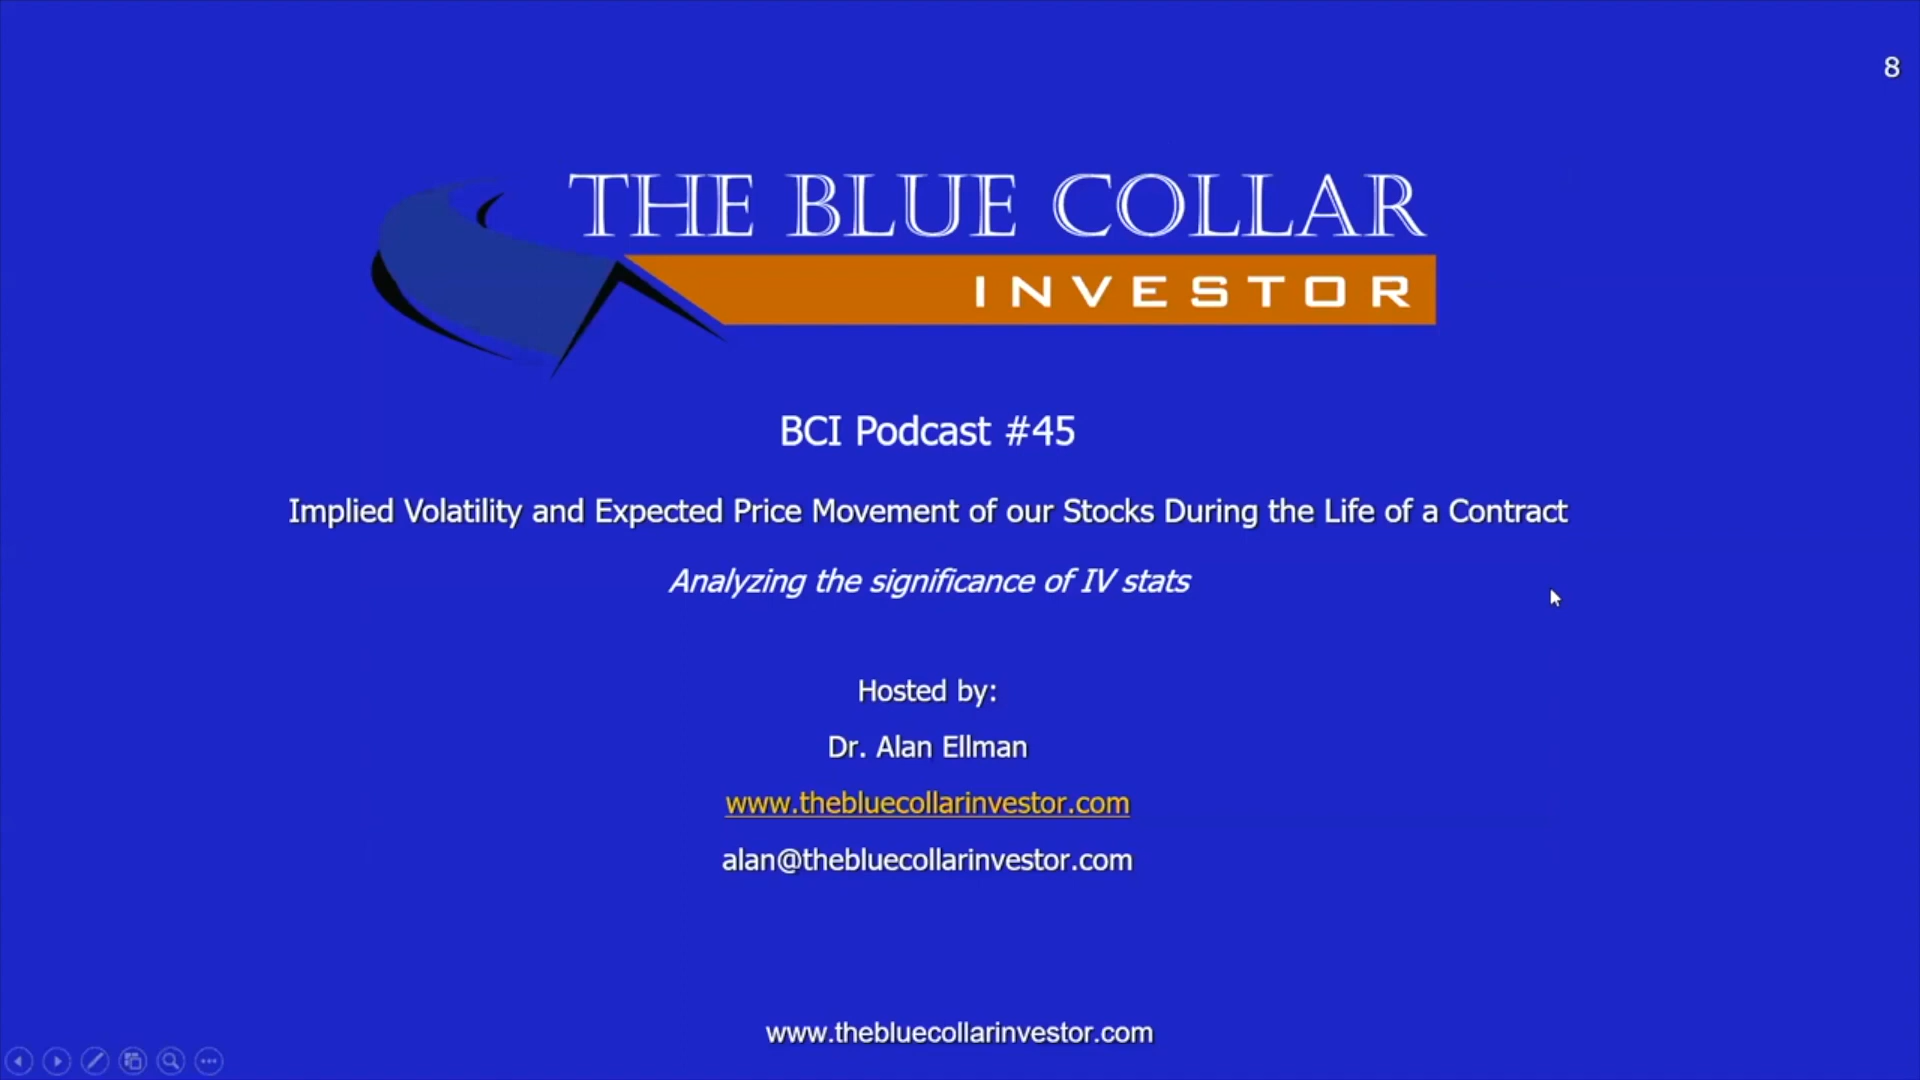 8
THE BLUE COLLAR
INVESTOR
BCI Podcast #45
Implied Volatility and Expected Price Movement of our Stocks During the Life of a Contract
Analyzing the significance of IV stats
Hosted by:
Dr. Alan Ellman
www.thebluecollarinvestor.com
alan@thebluecollarinvestor.com
www.thebluecollarinvestor.com